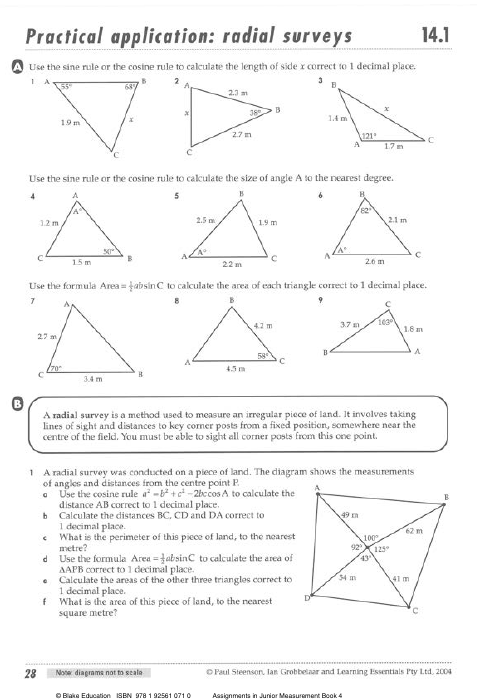 Practical application: radial surveys 14.1
A Use the sine rule or the cosine rule to calculate the length of side x correct to 1 decimal place.
1 A 55° 68° B 1.9 m x C
2 A 2.3 m 38° B x 2.7 m C
3 B 1.4 m x 121° A 1.7 m C
Use the sine rule or the cosine rule to calculate the size of angle A to the nearest degree.
4 A A° 1.2 m 50° C 1.5 m B
5 B 2.5 m 1.9 m A A° 2.2 m C
6 B 62° 2.1 m A A° 2.6 m C
Use the formula Area = ½absinC to calculate the area of each triangle correct to 1 decimal place.
7 A 2.7 m 70° C 3.4 m B
8 B 4.2 m 58° A 4.5 m C
9 C 3.7 m 103° 1.8 m B A
B
A radial survey is a method used to measure an irregular piece of land. It involves taking
lines of sight and distances to key corner posts from a fixed position, somewhere near the
centre of the field. You must be able to sight all corner posts from this one point.
1 A radial survey was conducted on a piece of land. The diagram shows the measurements
of angles and distances from the centre point P.
a Use the cosine rule a² = b² + c² − 2bccosA to calculate the
distance AB correct to 1 decimal place.
b Calculate the distances BC, CD and DA correct to
1 decimal place.
c What is the perimeter of this piece of land, to the nearest
metre?
d Use the formula Area = ½absinC to calculate the area of
ΔAPB correct to 1 decimal place.
e Calculate the areas of the other three triangles correct to
1 decimal place.
f What is the area of this piece of land, to the nearest
square metre?
A
B
49 m
62 m
100°
92° 125°
43°
54 m 41 m
D
C
28 Note: diagrams not to scale © Paul Steenson, Ian Grobbelaar and Learning Essentials Pty Ltd, 2004
© Blake Education ISBN 978 1 92561 071 0 Assignments in Junior Measurement Book 4